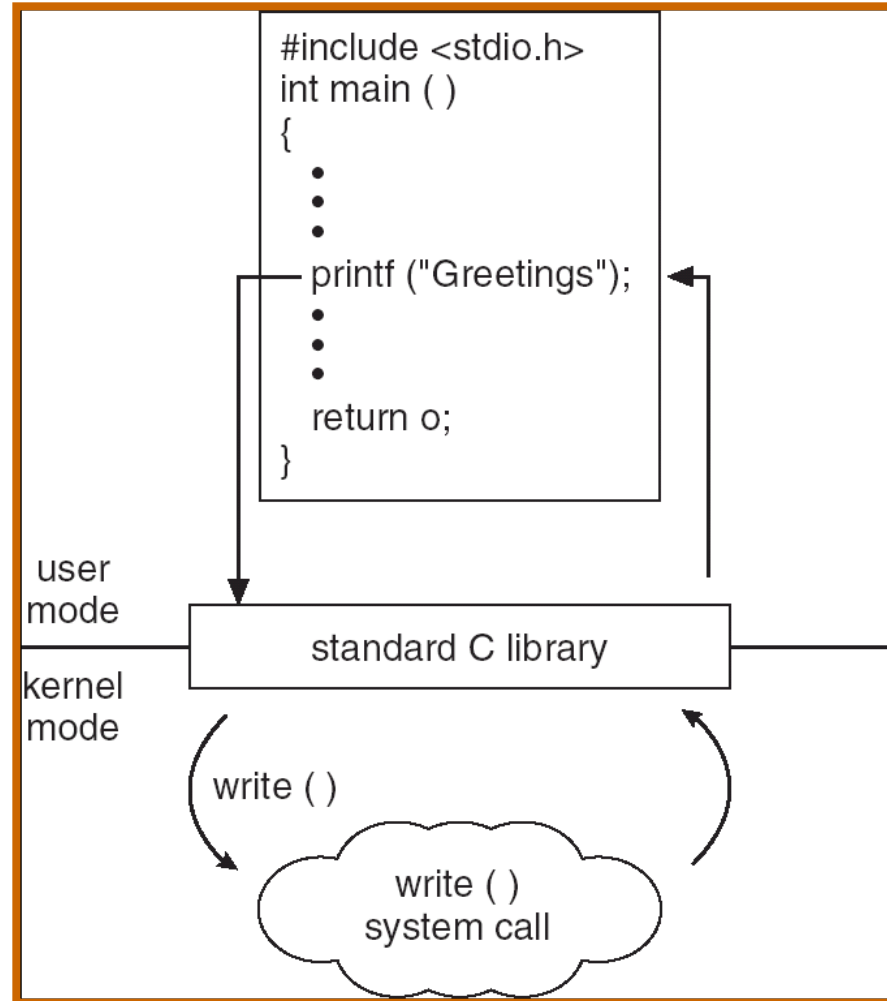 #include <stdio.h>
int main ( )
{
•
•
•
printf ("Greetings");
•
•
•
return o;
}
user
mode
standard C library
kernel
mode
write ( )
write ( )
system call